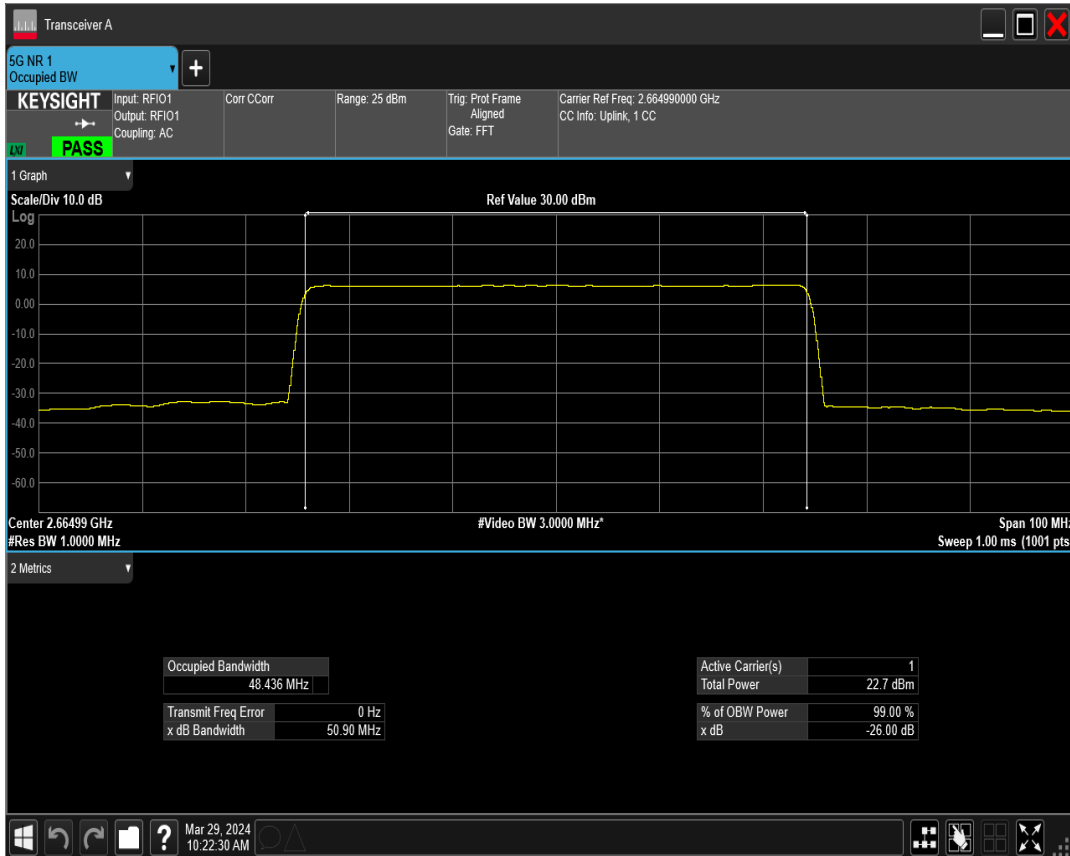 Transceiver A
5G NR 1
Occupied BW
KEYSIGHT
LXI
PASS
Input: RFIO1
Output: RFIO1
Coupling: AC
Corr CCorr
Range: 25 dBm
Trig: Prot Frame
Aligned
Gate: FFT
Carrier Ref Freq: 2.664990000 GHz
CC Info: Uplink, 1 CC
1 Graph
Scale/Div 10.0 dB
Ref Value 30.00 dBm
Log
20.0
10.0
0.00
-10.0
-20.0
-30.0
-40.0
-50.0
-60.0
Center 2.66499 GHz
#Video BW 3.0000 MHz*
Span 100 MHz
#Res BW 1.0000 MHz
Sweep 1.00 ms (1001 pts
2 Metrics
Occupied Bandwidth
48.436 MHz
Transmit Freq Error 0 Hz
x dB Bandwidth 50.90 MHz
Active Carrier(s) 1
Total Power 22.7 dBm
% of OBW Power 99.00 %
x dB -26.00 dB
?
Mar 29, 2024
10:22:30 AM